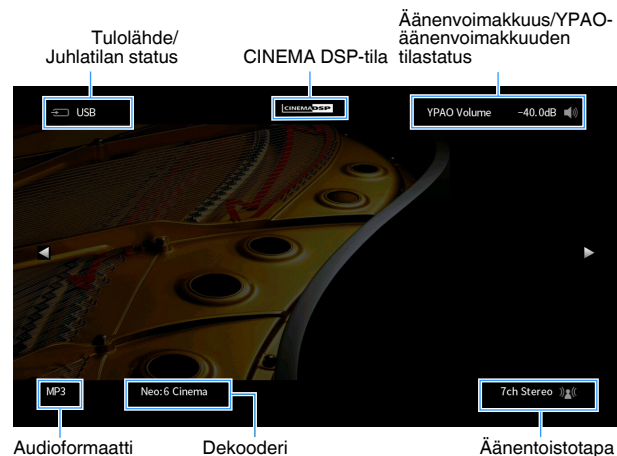 Tulolähde/
Juhlatilan status
CINEMA DSP-tila
Äänenvoimakkuus/YPAO-
äänenvoimakkuuden
tilastatus
USB
CINEMA DSP
YPAO Volume -40.0dB
MP3
Neo:6 Cinema
7ch Stereo
Audioformaatti
Dekooderi
Äänentoistotapa